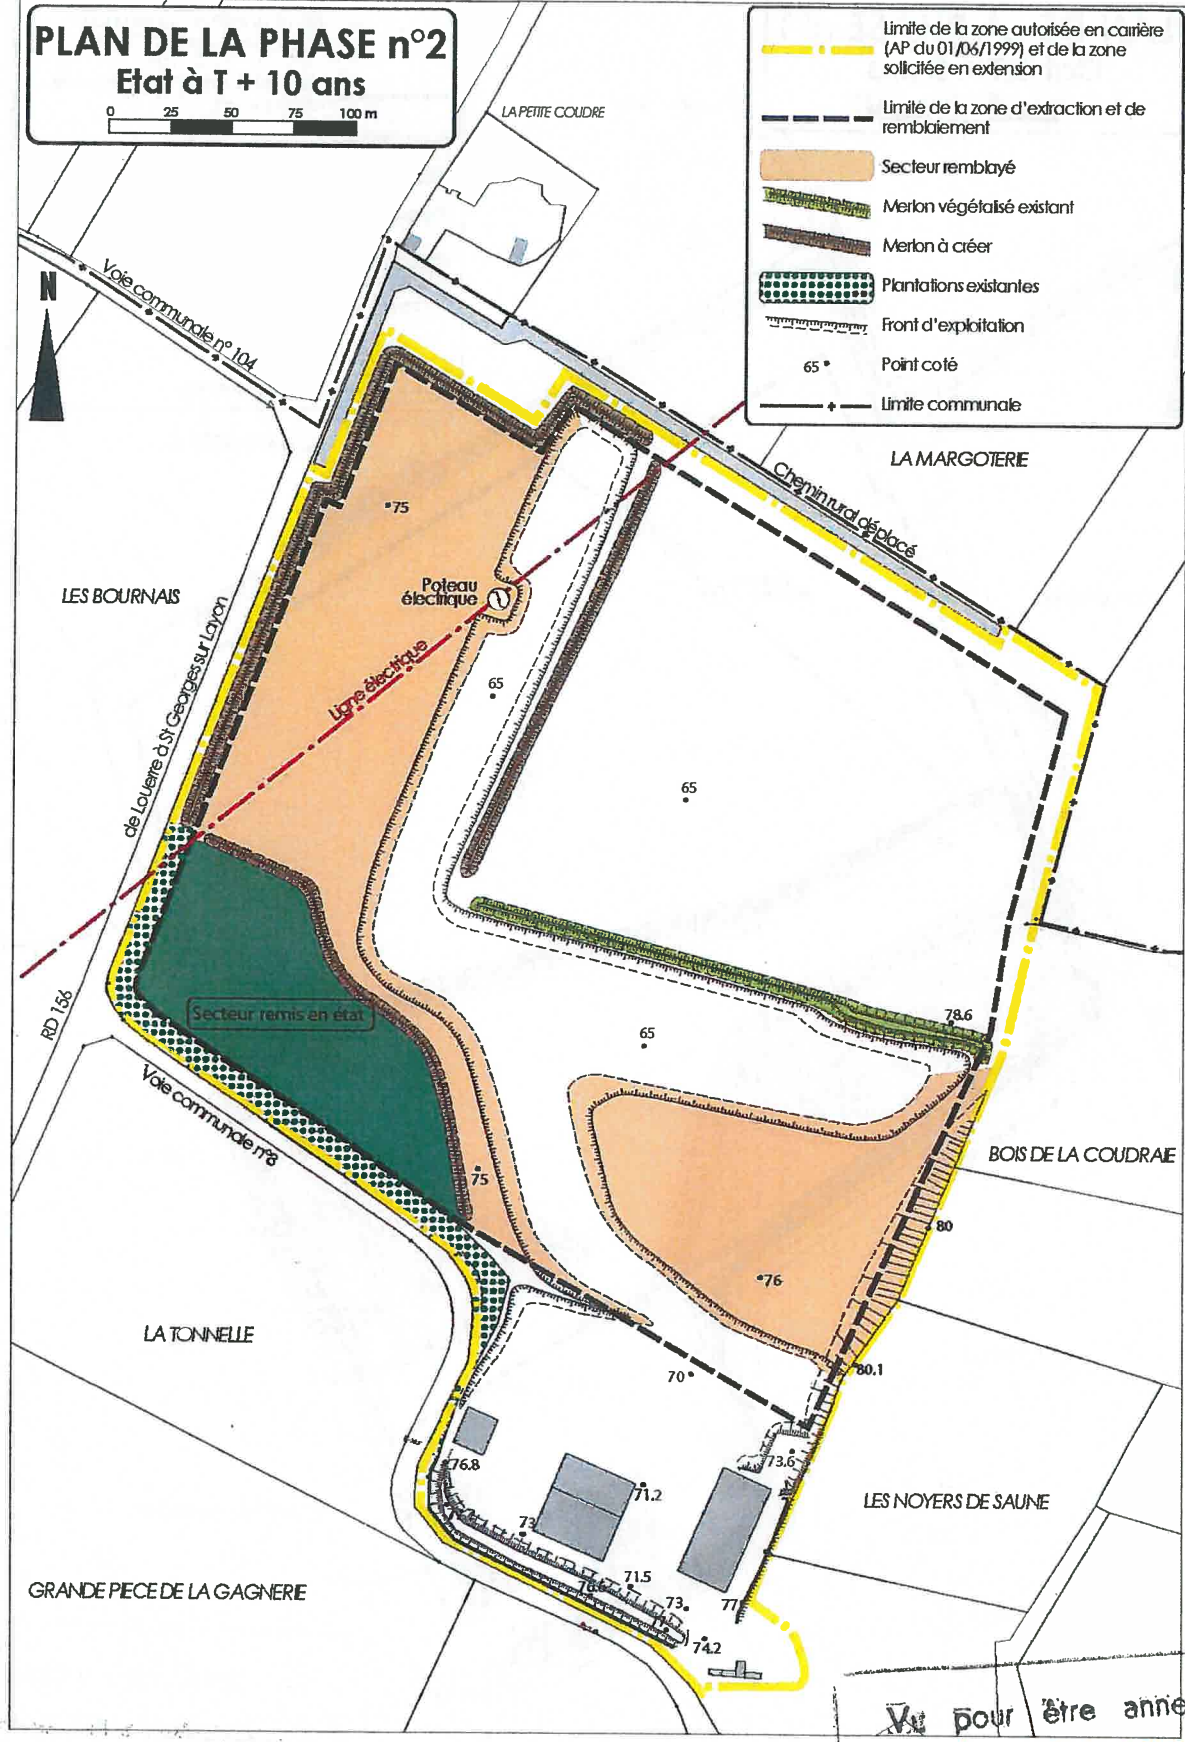 PLAN DE LA PHASE n°2
Etat à T + 10 ans
0 25 50 75 100 m
Limite de la zone autorisée en carrière
(AP du 01/06/1999) et de la zone
sollicitée en extension
Limite de la zone d'extraction et de
remblaiement
Secteur remblayé
Merlon végétalisé existant
Merlon à créer
Plantations existantes
Front d'exploitation
65 Point coté
Limite communale
LA PETITE COUDRE
N
Voie communale n° 104
LA MARGOTERIE
Chemin rural déplacé
75
LES BOURNAIS
Poteau
électrique
Ligne électrique
de Louerre à St Georges sur Layon
65
65
RD 156
Secteur remis en état
78.6
65
Voie communale n°8
BOIS DE LA COUDRAIE
75
80
76
LA TONNELLE
80.1
70
76.8
73.6
71.2
LES NOYERS DE SAUNE
73
71.5
76.6
73
77
GRANDE PIECE DE LA GAGNERIE
74.2
Vu pour être anne